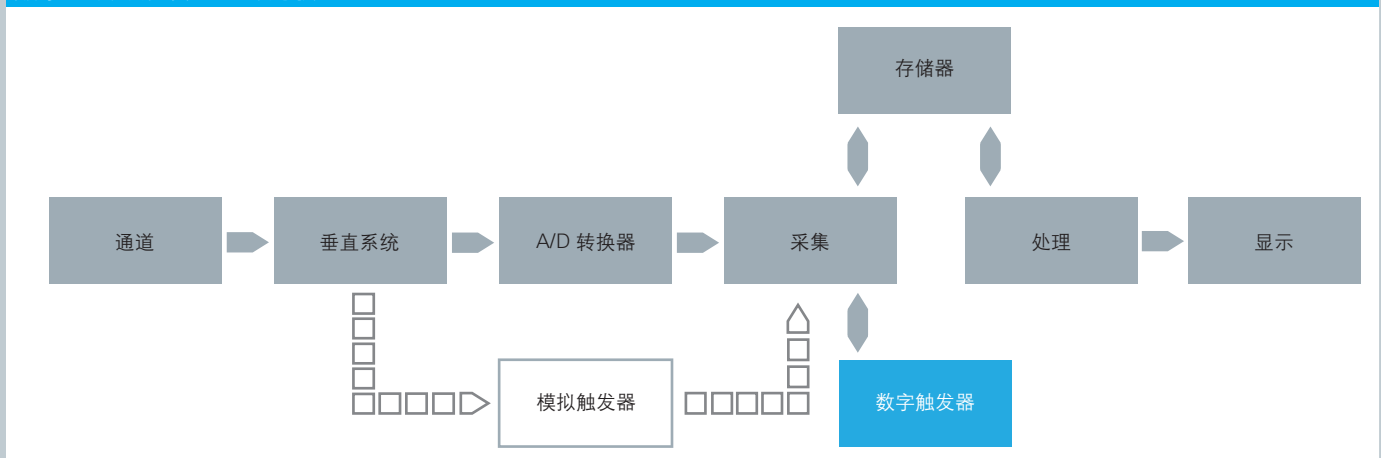 存储器
通道
垂直系统
A/D 转换器
采集
处理
显示
模拟触发器
数字触发器